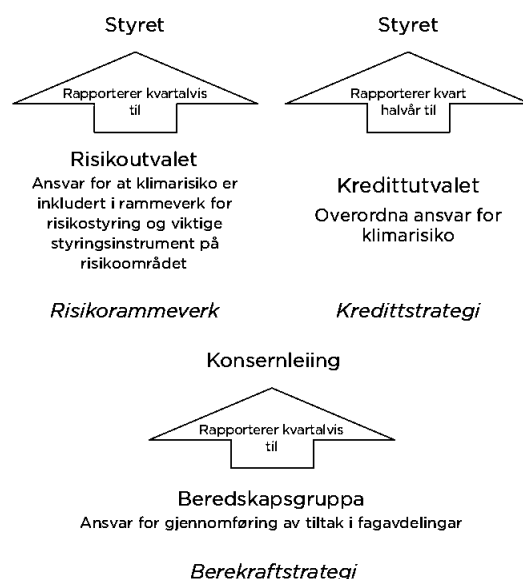 Styret
Rapporterer kvartalvis
til
Risikoutvalet
Ansvar for at klimarisiko er
inkludert i rammeverk for
risikostyring og viktige
styringsinstrument på
risikoområdet
Risikorammeverk
Styret
Rapporterer kvart
halvår til
Kredittutvalet
Overordna ansvar for
klimarisiko
Kredittstrategi
Konsernleiing
Rapporterer kvartalvis
til
Beredskapsgruppa
Ansvar for gjennomføring av tiltak i fagavdelingar
Berekraftstrategi